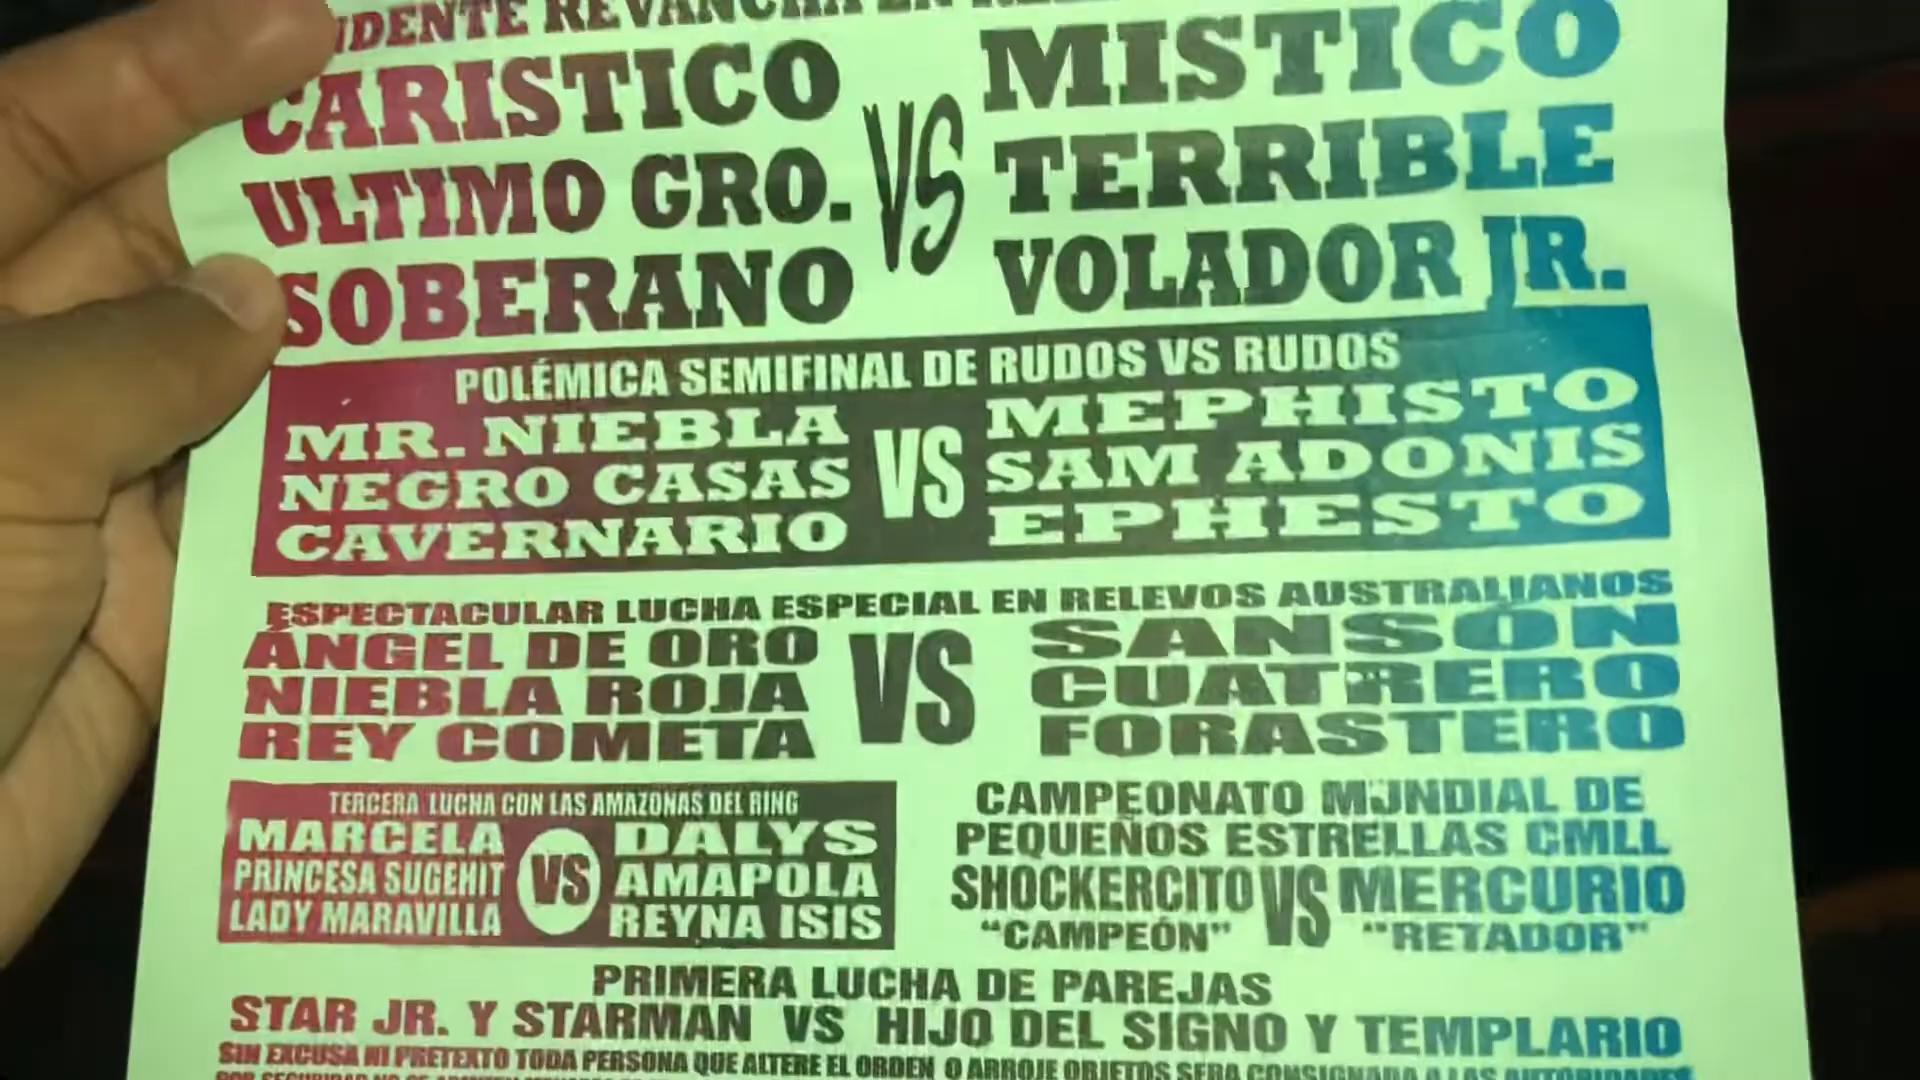 REVANCHA EN
CARISTICO
ULTIMO GRO.
SOBERANO
VS
MISTICO
TERRIBLE
VOLADOR JR.
POLÉMICA SEMIFINAL DE RUDOS VS RUDOS
MR. NIEBLA
NEGRO CASAS
CAVERNARIO
VS
MEPHISTO
SAM ADONIS
EPHESTO
ESPECTACULAR LUCHA ESPECIAL EN RELEVOS AUSTRALIANOS
ÁNGEL DE ORO
NIEBLA ROJA
REY COMETA
VS
SANSÓN
CUATRERO
FORASTERO
TERCERA LUCHA CON LAS AMAZONAS DEL RING
MARCELA
PRINCESA SUGEHIT
LADY MARAVILLA
VS
DALYS
AMAPOLA
REYNA ISIS
CAMPEONATO MUNDIAL DE
PEQUEÑOS ESTRELLAS CMLL
SHOCKERCITO VS MERCURIO
"CAMPEÓN" "RETADOR"
PRIMERA LUCHA DE PAREJAS
STAR JR. Y STARMAN VS HIJO DEL SIGNO Y TEMPLARIO
SIN EXCUSA NI PRETEXTO TODA PERSONA QUE ALTERE EL ORDEN O ARROJE OBJETOS SERA CONSIGNADA A LAS AUTORIDADES